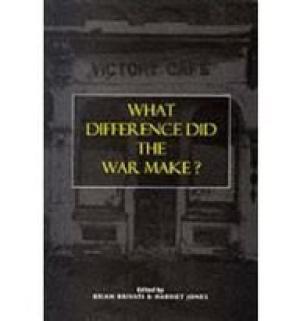 VICTORY CAFE
WHAT
DIFFERENCE DID
THE
WAR MAKE?
Edited by
BRIAN BRIVATI & HARRIET JONES